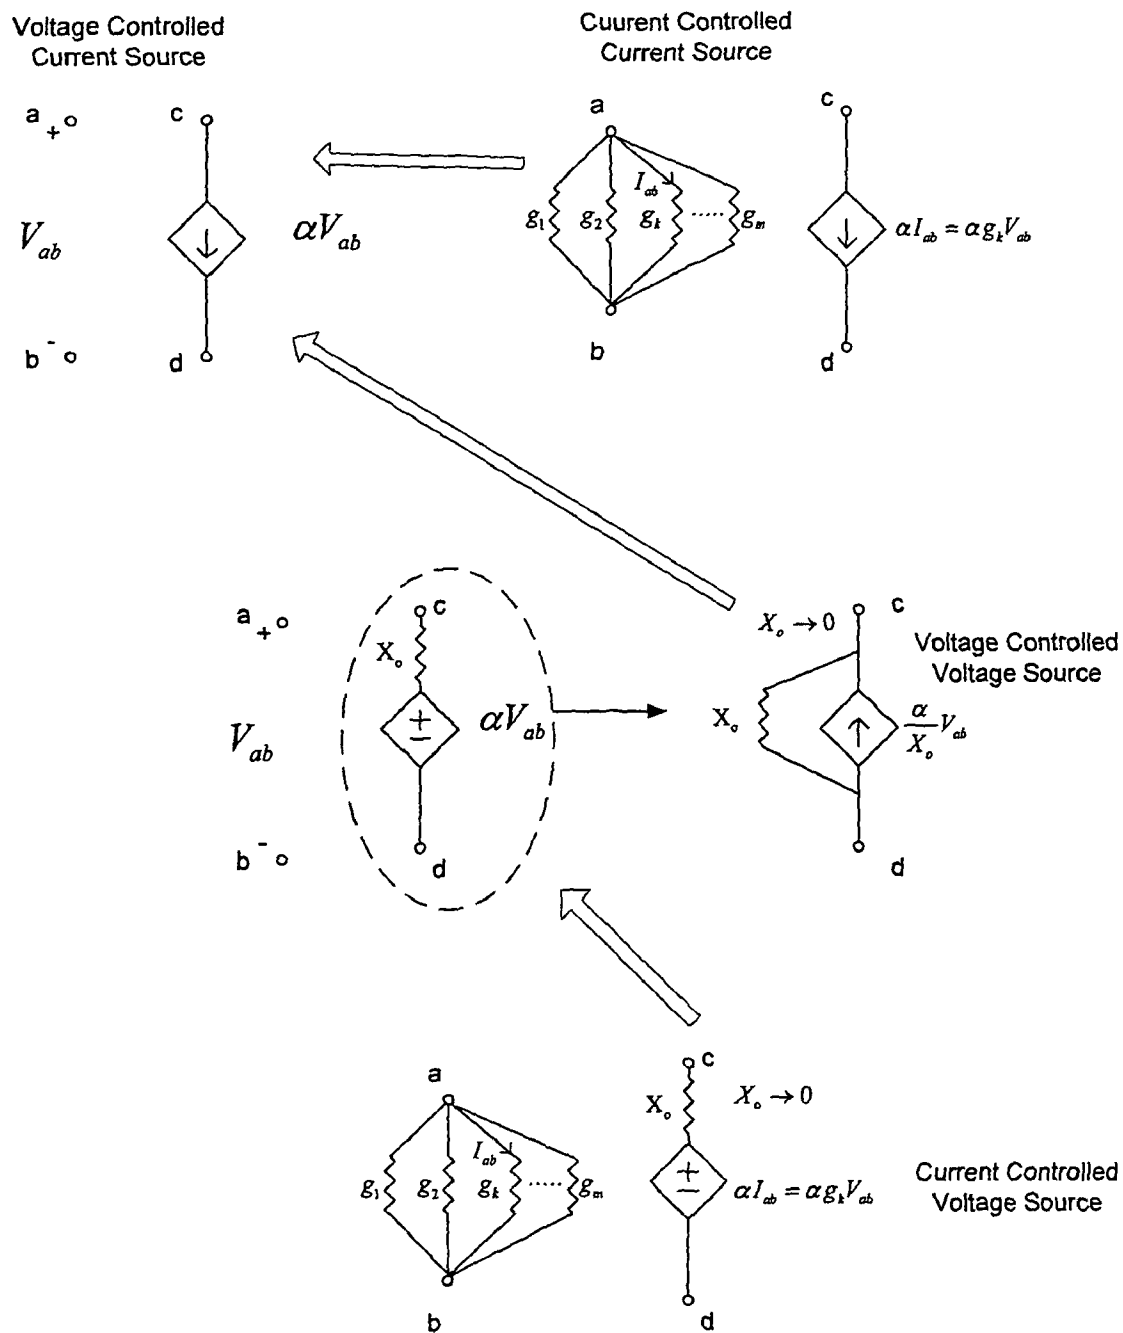 Voltage Controlled
Current Source
Cuurent Controlled
Current Source
a + c
V_ab αV_ab
b - d
a c
I_ab
g_1 g_2 g_k ..... g_m αI_ab = αg_kV_ab
b d
a + c
X_o
V_ab + - αV_ab
b - d
X_o → 0 c
Voltage Controlled
Voltage Source
X_o α/X_o V_ab
d
a c
X_o X_o → 0
I_ab
g_1 g_2 g_k ..... g_m + - αI_ab = αg_kV_ab
Current Controlled
Voltage Source
b d